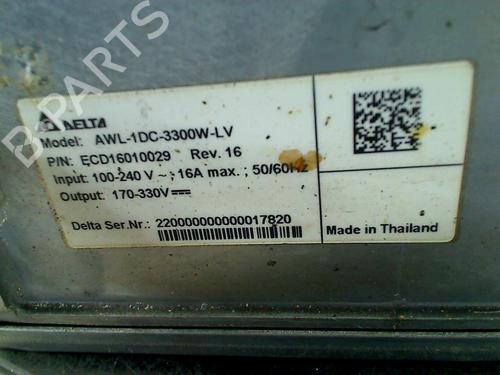 DELTA
Model: AWL-1DC-3300W-LV
P/N: ECD16010029 Rev. 16
Input: 100-240 V ~ ; 16A max. ; 50/60Hz
Output: 170-330V
Delta Ser.Nr.: 220000000000017820
Made in Thailand
B-PARTS